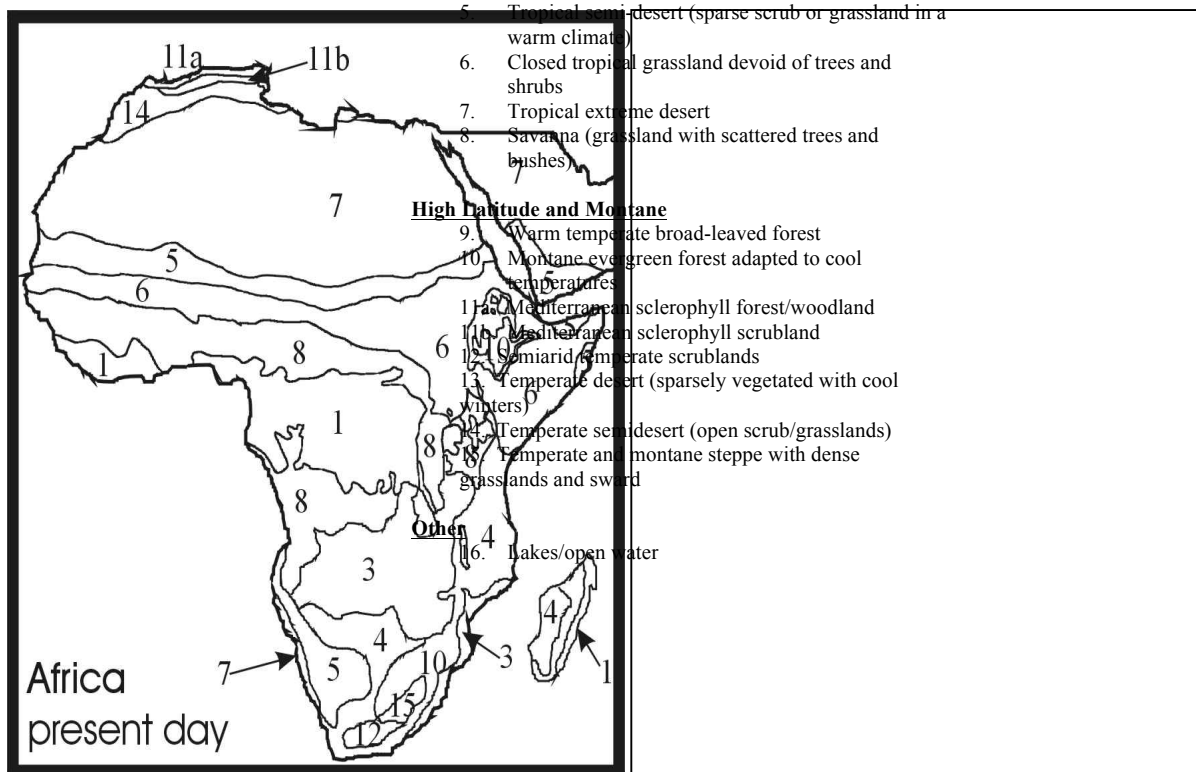 5. Tropical semi-desert (sparse scrub or grassland in a
warm climate)
6. Closed tropical grassland devoid of trees and
shrubs
7. Tropical extreme desert
8. Savanna (grassland with scattered trees and
bushes)
High Latitude and Montane
9. Warm temperate broad-leaved forest
10. Montane evergreen forest adapted to cool
temperatures
11a. Mediterranean sclerophyll forest/woodland
11b. Mediterranean sclerophyll scrubland
12. Semiarid temperate scrublands
13. Temperate desert (sparsely vegetated with cool
winters)
14. Temperate semidesert (open scrub/grasslands)
15. Temperate and montane steppe with dense
grasslands and sward
Other
16. Lakes/open water
11a
11b
14
7
7
5
5
6
8
6
10
1
5
6
1
8
8
8
4
3
4
4
3
1
7
5
10
15
12
Africa
present day